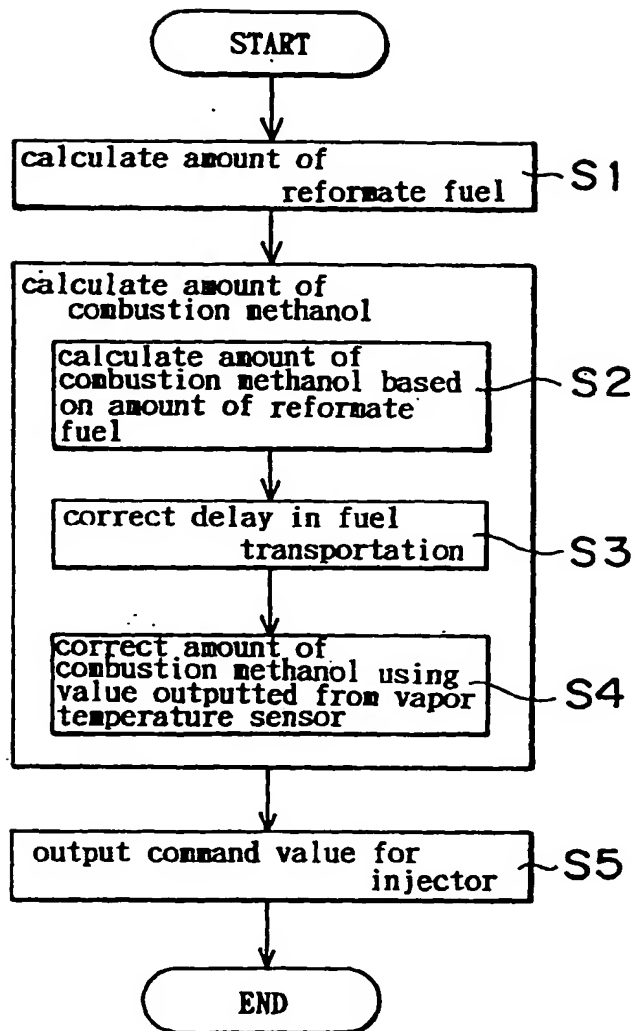 START
calculate amount of
reformate fuel
S1
calculate amount of
combustion methanol
calculate amount of
combustion methanol based
on amount of reformate
fuel
S2
correct delay in fuel
transportation
S3
correct amount of
combustion methanol using
value outputted from vapor
temperature sensor
S4
output command value for
injector
S5
END